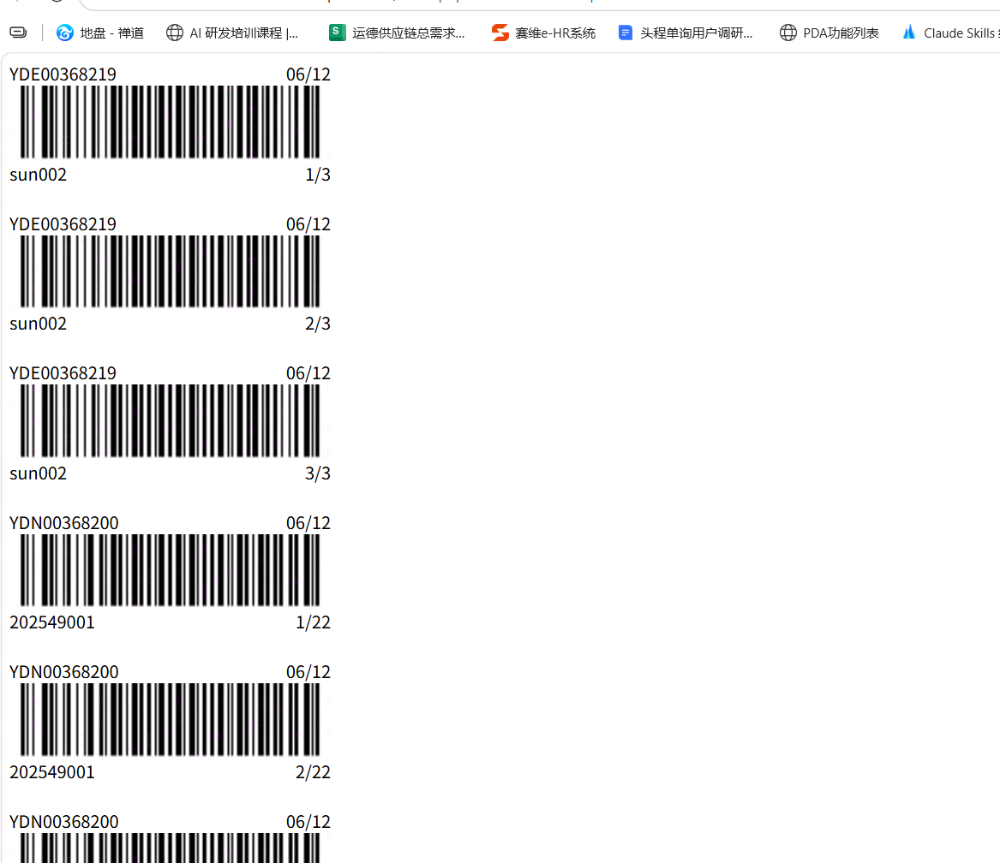 地盘 - 禅道
AI 研发培训课程 |...
运德供应链总需求...
赛维e-HR系统
头程单询用户调研...
PDA功能列表
Claude Skills
YDE00368219 06/12
sun002 1/3
YDE00368219 06/12
sun002 2/3
YDE00368219 06/12
sun002 3/3
YDN00368200 06/12
202549001 1/22
YDN00368200 06/12
202549001 2/22
YDN00368200 06/12